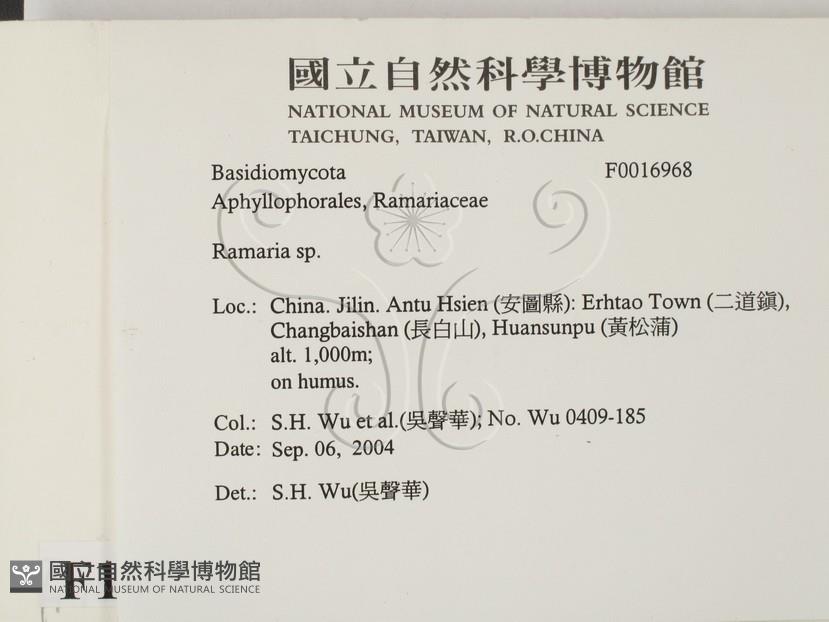 國立自然科學博物館
NATIONAL MUSEUM OF NATURAL SCIENCE
TAICHUNG, TAIWAN, R.O.CHINA
Basidiomycota F0016968
Aphyllophorales, Ramariaceae
Ramaria sp.
Loc.: China. Jilin. Antu Hsien (安圖縣): Erhtao Town (二道鎮),
Changbaishan (長白山), Huansunpu (黃松蒲)
alt. 1,000m;
on humus.
Col.: S.H. Wu et al.(吳聲華); No. Wu 0409-185
Date: Sep. 06, 2004
Det.: S.H. Wu(吳聲華)
F1
國立自然科學博物館
NATIONAL MUSEUM OF NATURAL SCIENCE